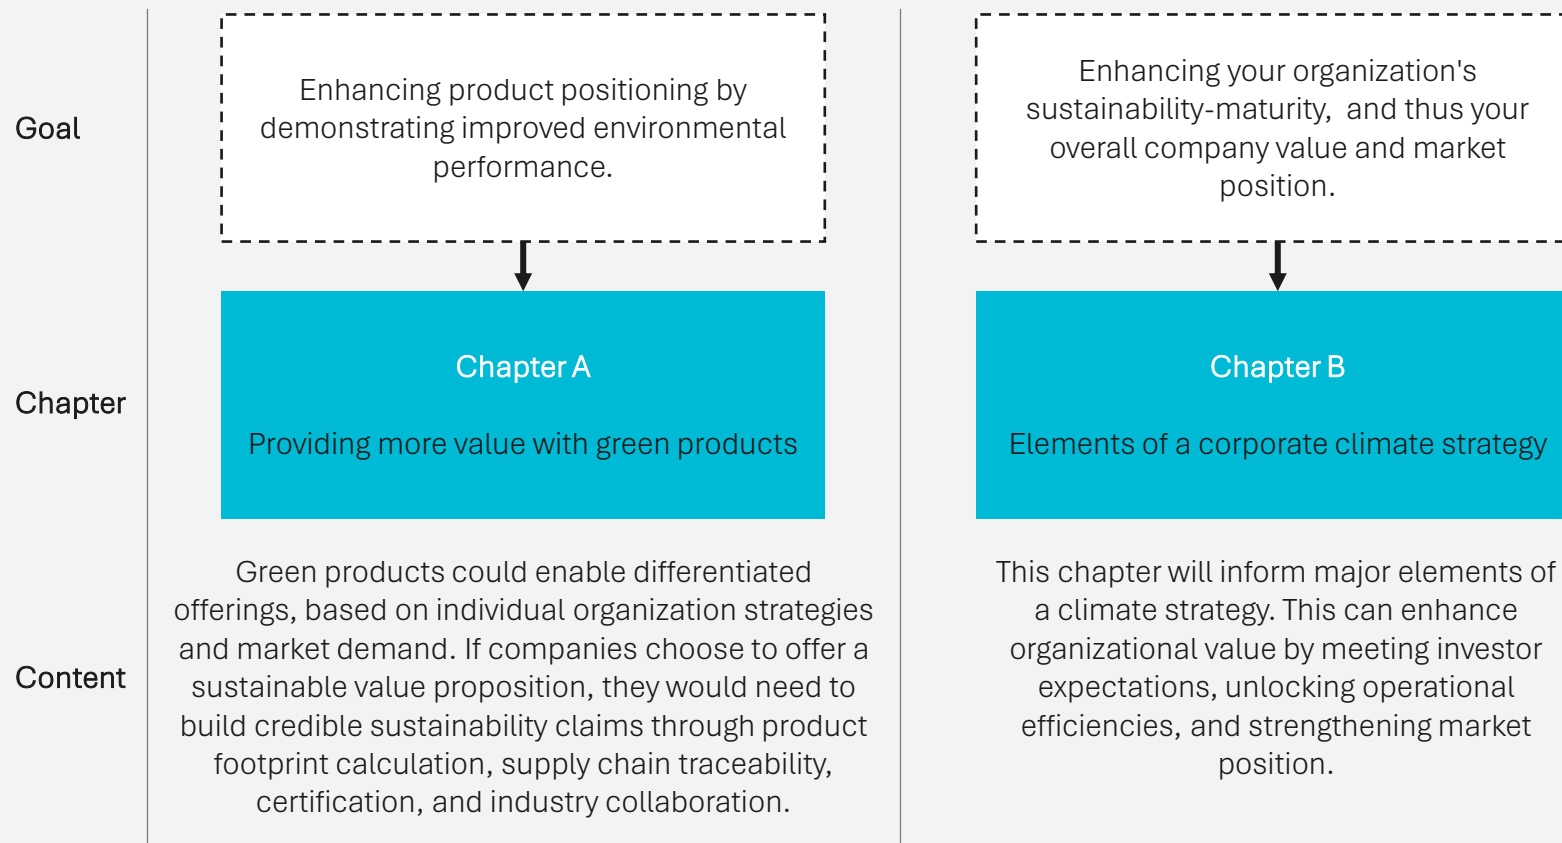 Goal
Enhancing product positioning by
demonstrating improved environmental
performance.
Enhancing your organization's
sustainability-maturity,  and thus your
overall company value and market
position.
Chapter
Chapter A
Providing more value with green products
Chapter B
Elements of a corporate climate strategy
Content
Green products could enable differentiated
offerings, based on individual organization strategies
and market demand. If companies choose to offer a
sustainable value proposition, they would need to
build credible sustainability claims through product
footprint calculation, supply chain traceability,
certification, and industry collaboration.
This chapter will inform major elements of
a climate strategy. This can enhance
organizational value by meeting investor
expectations, unlocking operational
efficiencies, and strengthening market
position.